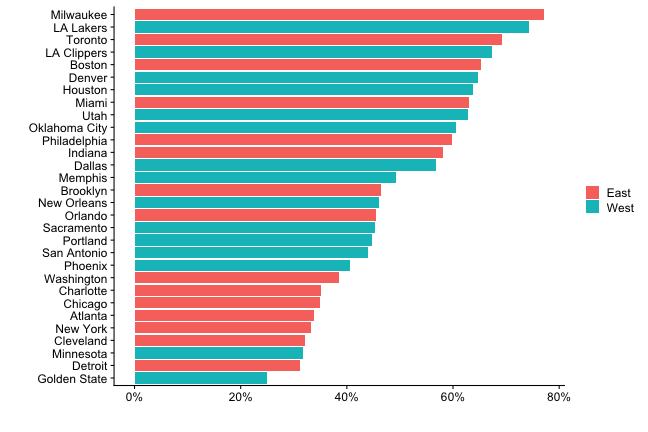 Milwaukee
LA Lakers
Toronto
LA Clippers
Boston
Denver
Houston
Miami
Utah
Oklahoma City
Philadelphia
Indiana
Dallas
Memphis
Brooklyn
New Orleans
Orlando
Sacramento
Portland
San Antonio
Phoenix
Washington
Charlotte
Chicago
Atlanta
New York
Cleveland
Minnesota
Detroit
Golden State
0% 20% 40% 60% 80%
East
West